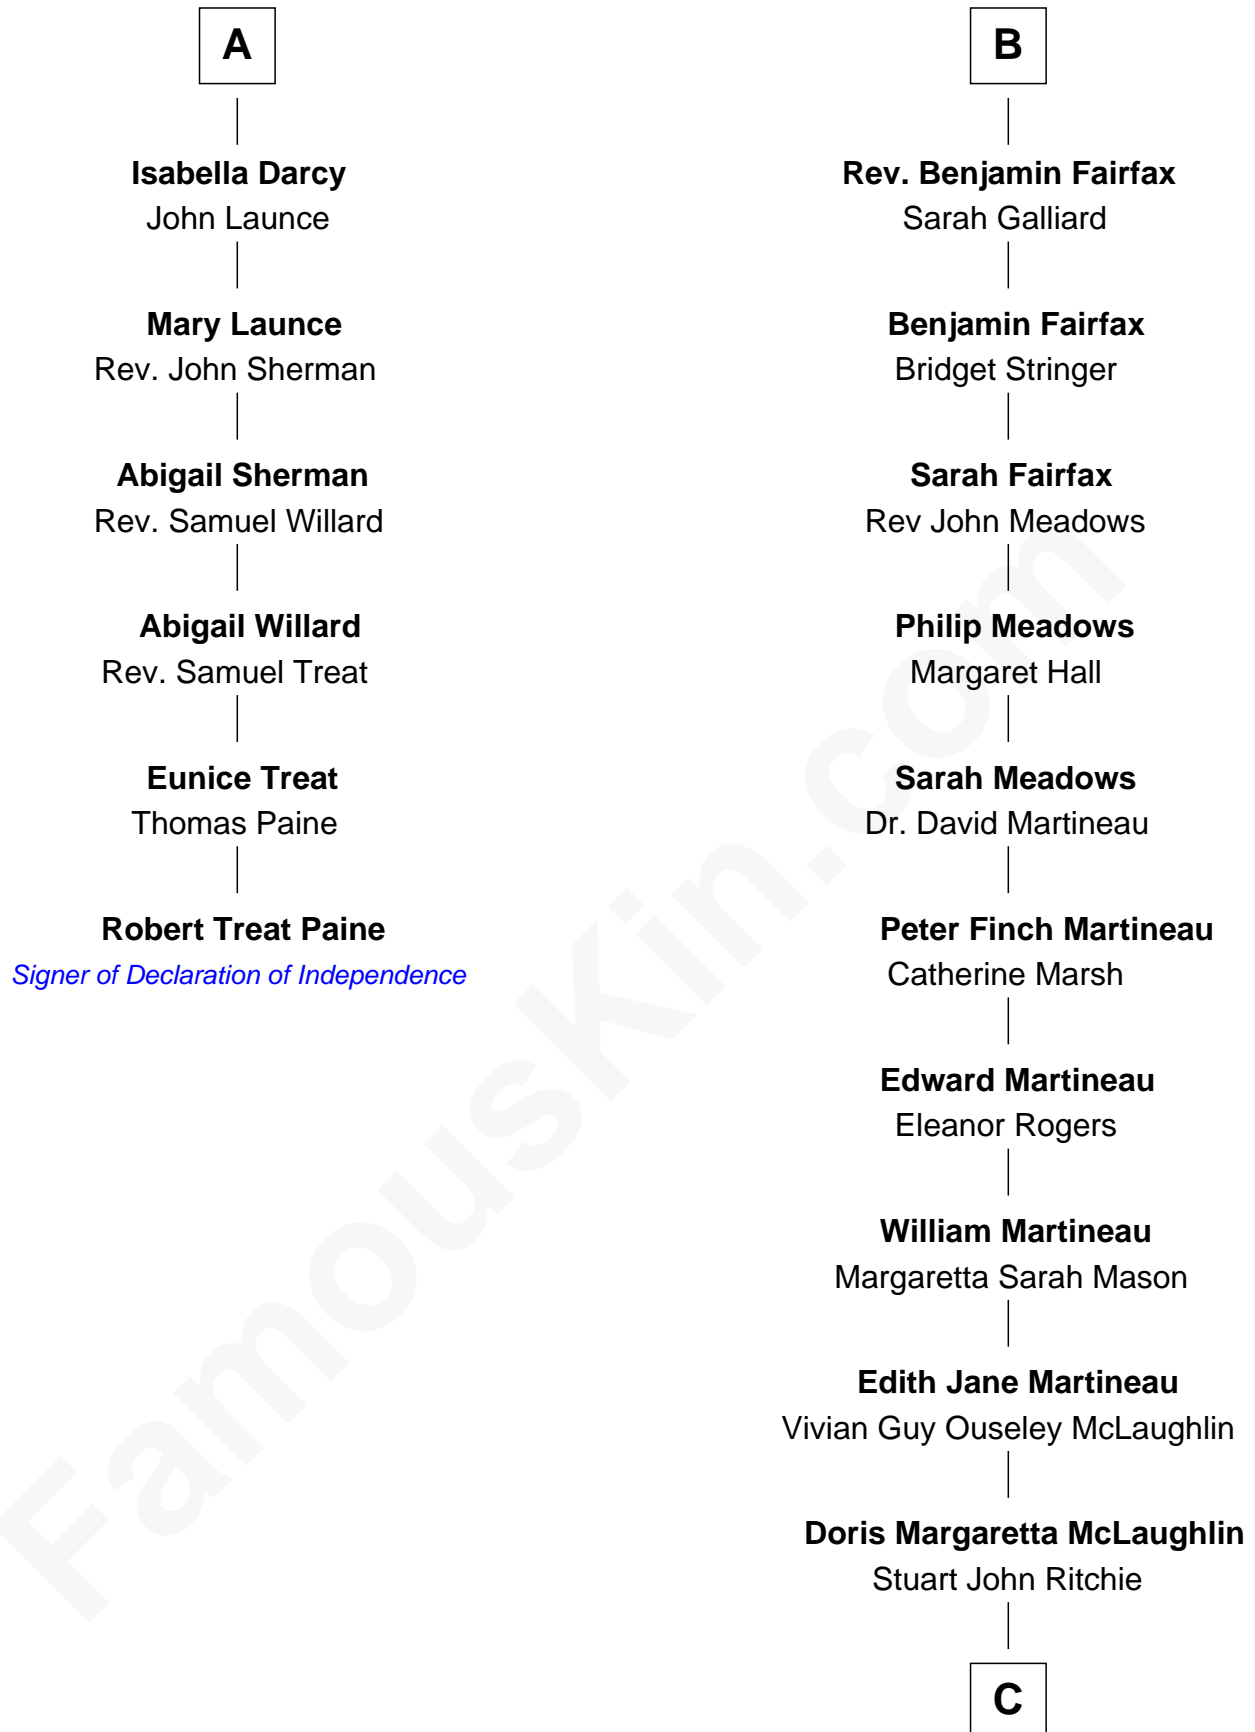 A
Isabella Darcy
John Launce
Mary Launce
Rev. John Sherman
Abigail Sherman
Rev. Samuel Willard
Abigail Willard
Rev. Samuel Treat
Eunice Treat
Thomas Paine
Robert Treat Paine
Signer of Declaration of Independence
B
Rev. Benjamin Fairfax
Sarah Galliard
Benjamin Fairfax
Bridget Stringer
Sarah Fairfax
Rev John Meadows
Philip Meadows
Margaret Hall
Sarah Meadows
Dr. David Martineau
Peter Finch Martineau
Catherine Marsh
Edward Martineau
Eleanor Rogers
William Martineau
Margaretta Sarah Mason
Edith Jane Martineau
Vivian Guy Ouseley McLaughlin
Doris Margaretta McLaughlin
Stuart John Ritchie
C
FamousKin.com